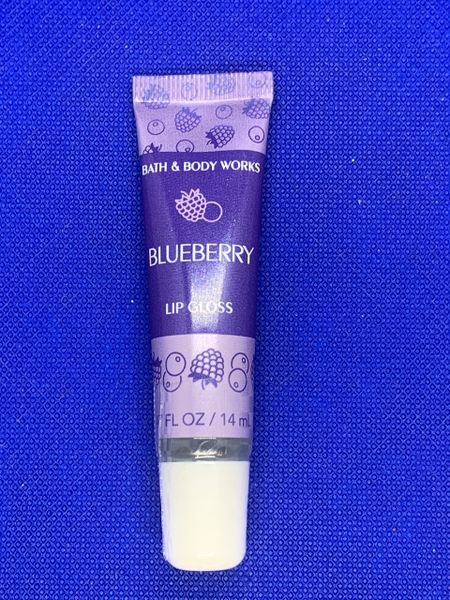 BATH & BODY WORKS
BLUEBERRY
LIP GLOSS
FL OZ / 14 mL